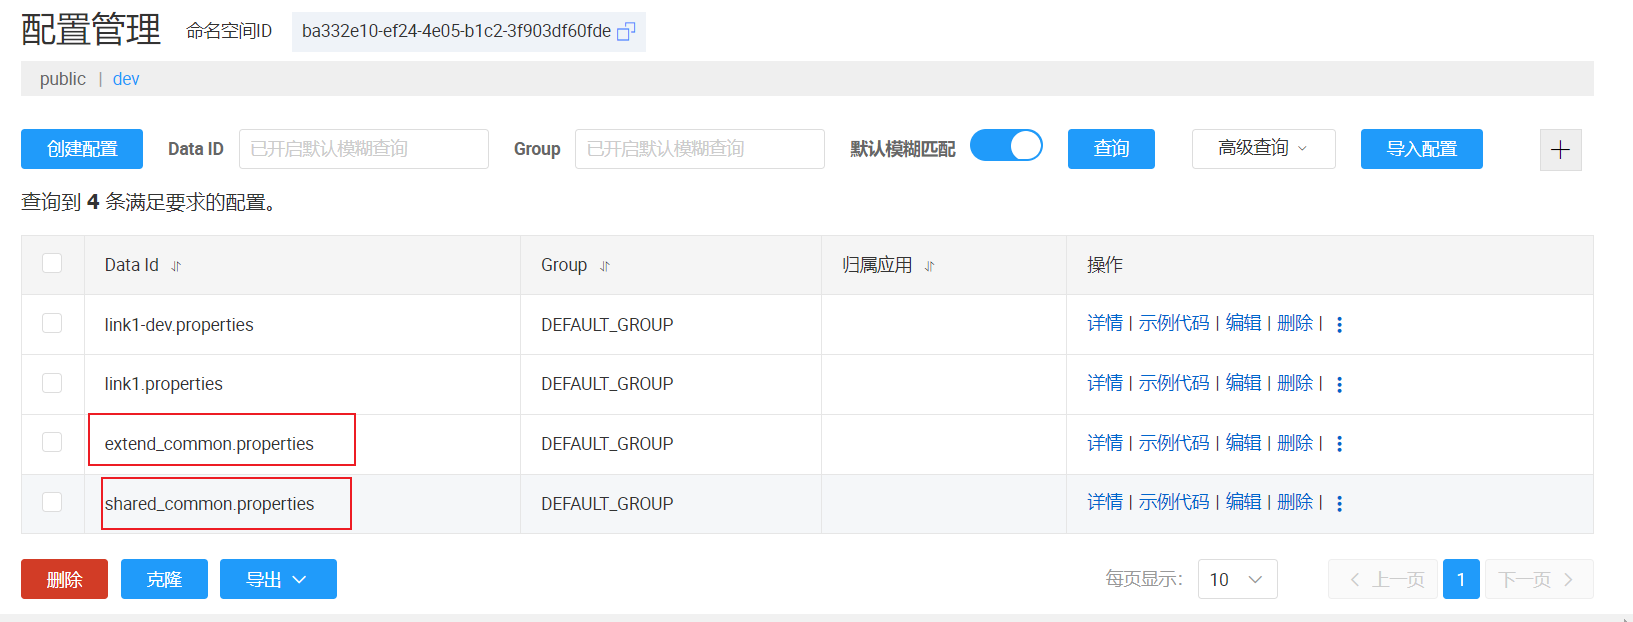 配置管理 命名空间ID ba332e10-ef24-4e05-b1c2-3f903df60fde
public | dev
创建配置 Data ID 已开启默认模糊查询 Group 已开启默认模糊查询 默认模糊匹配 查询 高级查询 导入配置
查询到 4 条满足要求的配置。
Data Id Group 归属应用 操作
link1-dev.properties DEFAULT_GROUP 详情 | 示例代码 | 编辑 | 删除 |
link1.properties DEFAULT_GROUP 详情 | 示例代码 | 编辑 | 删除 |
extend_common.properties DEFAULT_GROUP 详情 | 示例代码 | 编辑 | 删除 |
shared_common.properties DEFAULT_GROUP 详情 | 示例代码 | 编辑 | 删除 |
删除 克隆 导出 每页显示: 10 上一页 1 下一页